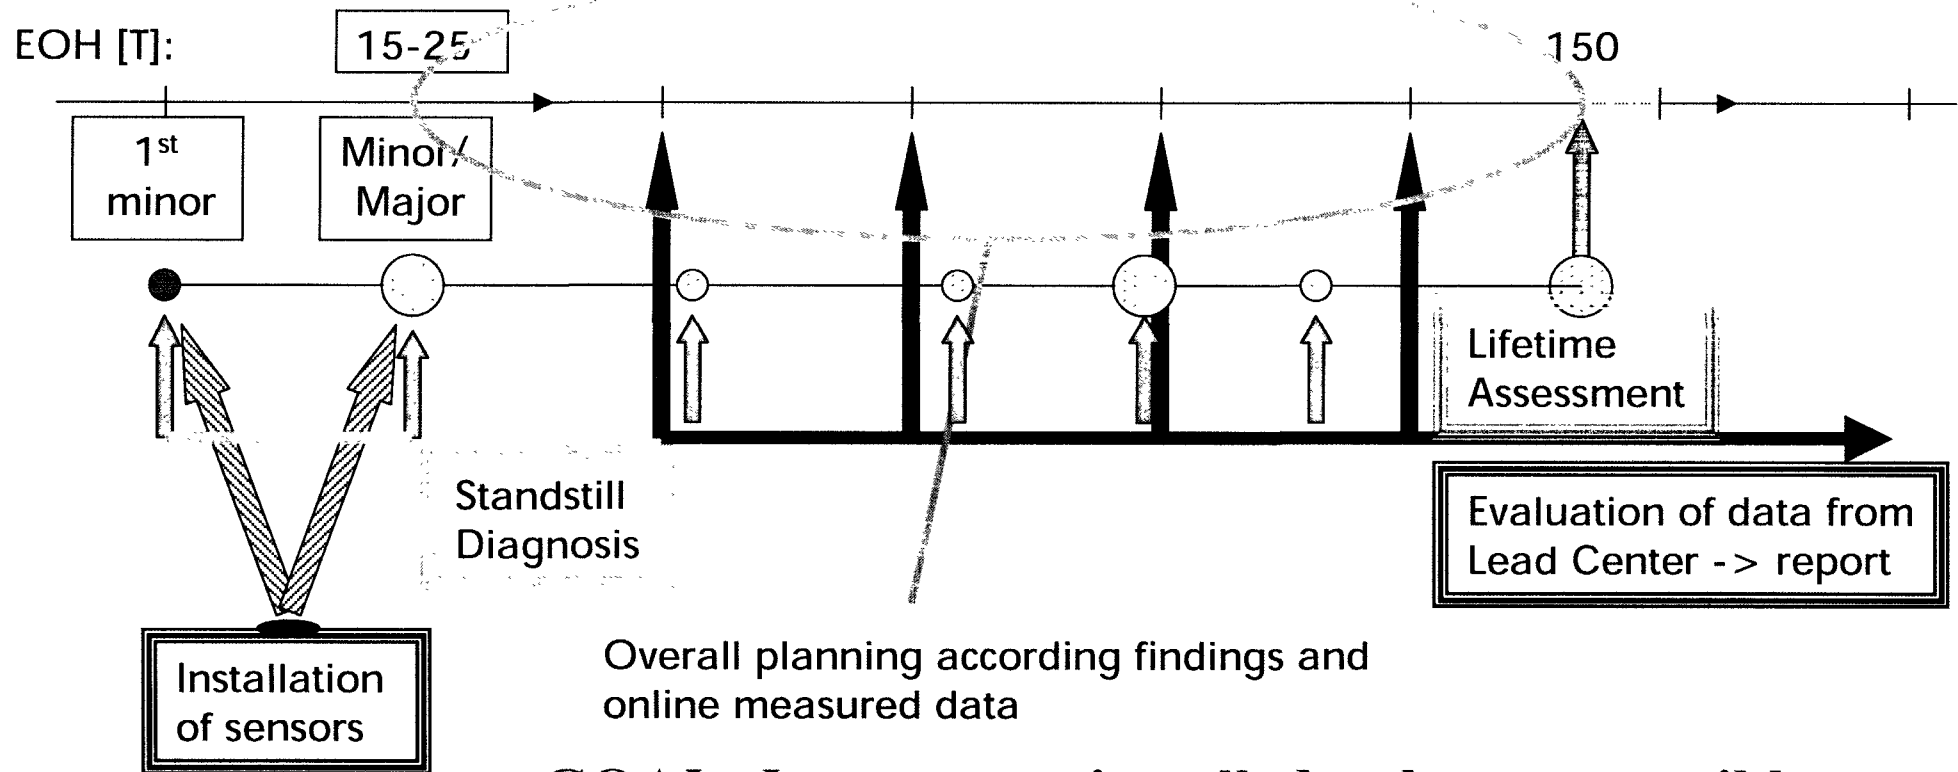 EOH [T]:
15-25
150
1st
minor
Minor/
Major
Lifetime
Assessment
Standstill
Diagnosis
Evaluation of data from
Lead Center -> report
Installation
of sensors
Overall planning according findings and
online measured data